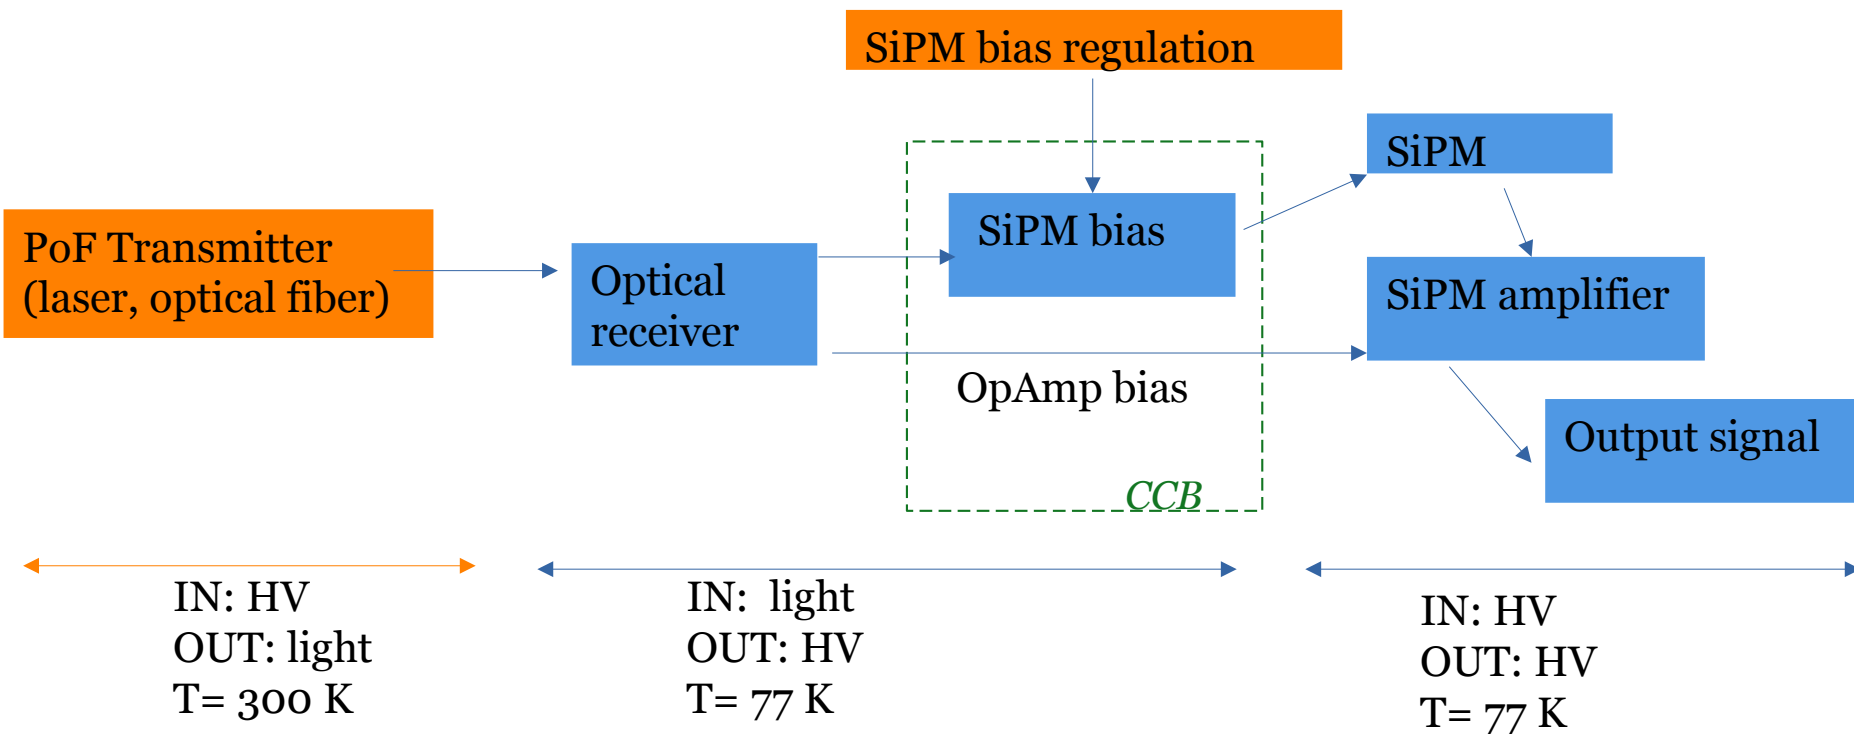 SiPM bias regulation
SiPM
PoF Transmitter
(laser, optical fiber)
Optical
receiver
SiPM bias
SiPM amplifier
OpAmp bias
Output signal
CCB
IN: HV
OUT: light
T= 300 K
IN:  light
OUT: HV
T= 77 K
IN: HV
OUT: HV
T= 77 K